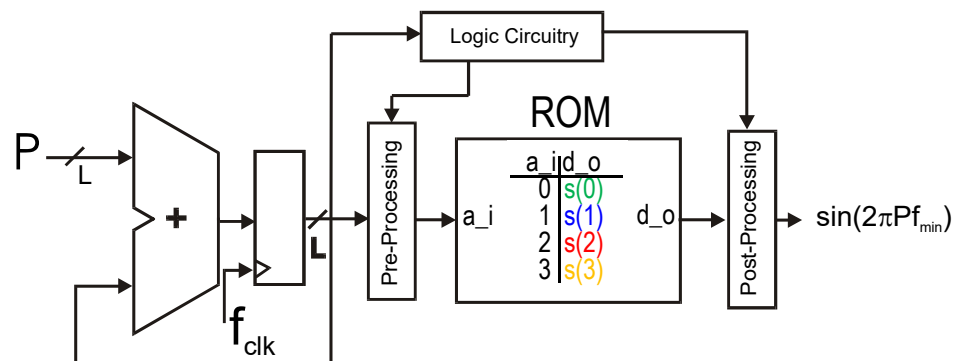 Logic Circuitry
ROM
P
L
+
f_clk
L
Pre-Processing
a_i
a_i d_o
0 s(0)
1 s(1)
2 s(2)
3 s(3)
d_o
Post-Processing
sin(2πPf_min)